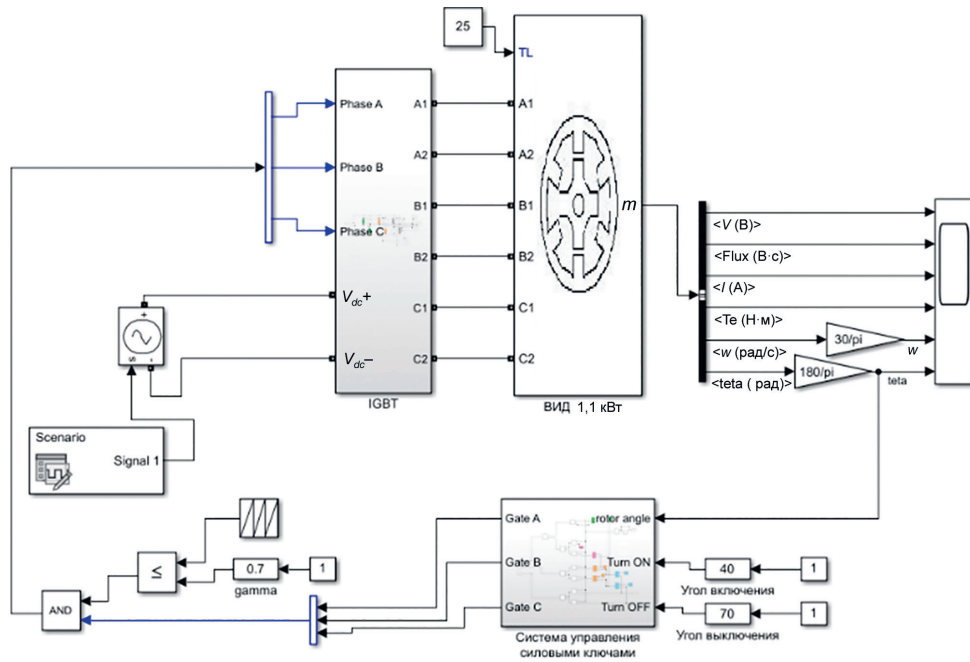 25
TL
Phase A
Phase B
Phase C
A1
A2
B1
B2
C1
C2
Vdc+
Vdc–
IGBT
A1
A2
B1
B2
C1
C2
m
ВИД 1,1 кВт
<V (В)>
<Flux (В·с)>
<I (А)>
<Te (Н·м)>
<w (рад/с)>
<teta ( рад)>
30/pi
w
180/pi
teta
+
-
s
Scenario
Signal 1
≤
0.7
gamma
1
AND
Gate A
Gate B
Gate C
rotor angle
Turn ON
Turn OFF
Система управления
силовыми ключами
40
1
Угол включения
70
1
Угол выключения